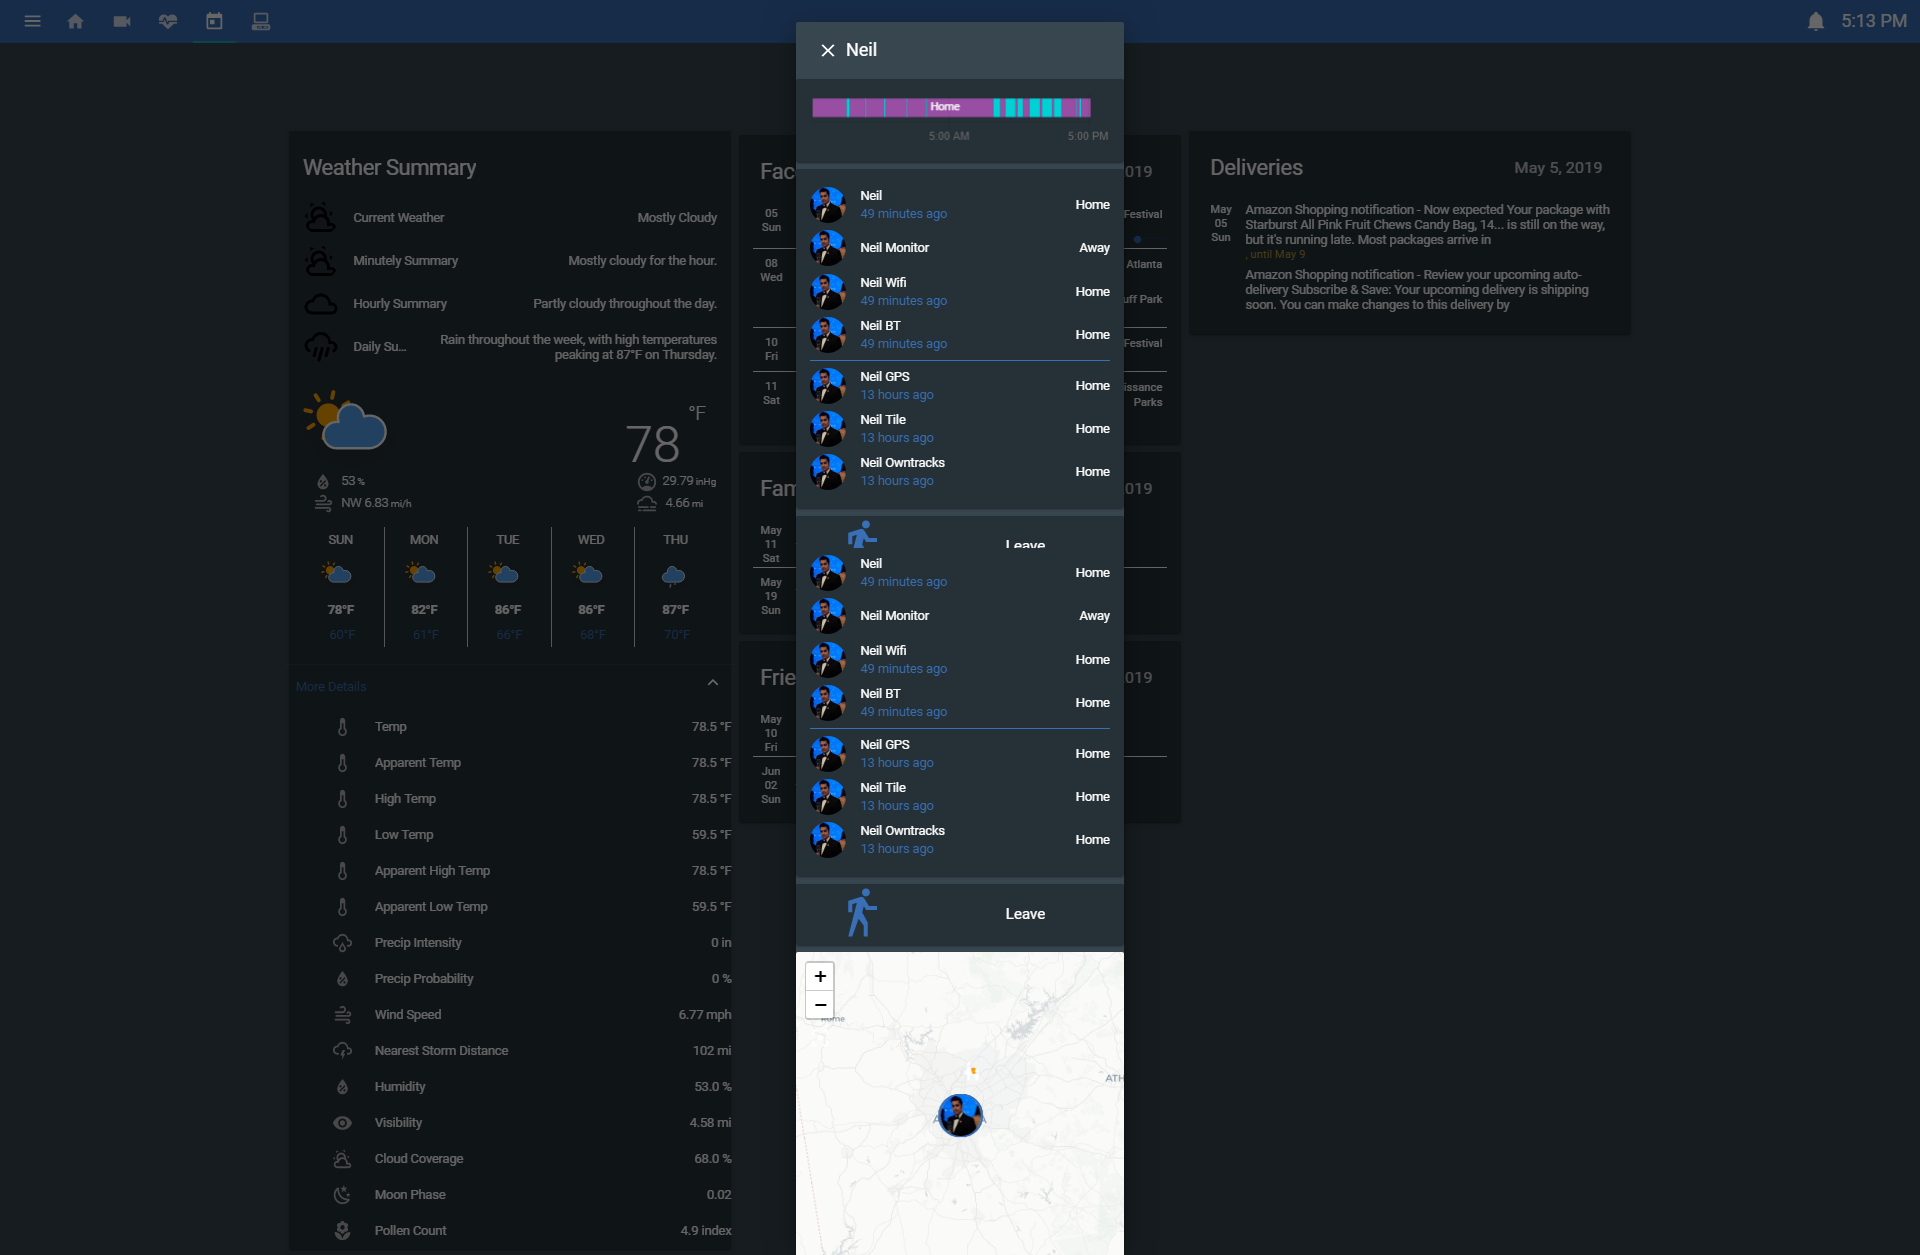 5:13 PM
Neil
Home
5:00 AM
5:00 PM
Neil
49 minutes ago
Home
Neil Monitor
Away
Neil Wifi
49 minutes ago
Home
Neil BT
49 minutes ago
Home
Neil GPS
13 hours ago
Home
Neil Tile
13 hours ago
Home
Neil Owntracks
13 hours ago
Home
Leave
Neil
49 minutes ago
Home
Neil Monitor
Away
Neil Wifi
49 minutes ago
Home
Neil BT
49 minutes ago
Home
Neil GPS
13 hours ago
Home
Neil Tile
13 hours ago
Home
Neil Owntracks
13 hours ago
Home
Leave
+
−
Rome
ATH
Weather Summary
Current Weather
Mostly Cloudy
Minutely Summary
Mostly cloudy for the hour.
Hourly Summary
Partly cloudy throughout the day.
Daily Su...
Rain throughout the week, with high temperatures
peaking at 87°F on Thursday.
78 °F
53 %
29.79 inHg
NW 6.83 mi/h
4.66 mi
SUN MON TUE WED THU
78°F 82°F 86°F 86°F 87°F
60°F 61°F 66°F 68°F 70°F
More Details
Temp
78.5 °F
Apparent Temp
78.5 °F
High Temp
78.5 °F
Low Temp
59.5 °F
Apparent High Temp
78.5 °F
Apparent Low Temp
59.5 °F
Precip Intensity
0 in
Precip Probability
0 %
Wind Speed
6.77 mph
Nearest Storm Distance
102 mi
Humidity
53.0 %
Visibility
4.58 mi
Cloud Coverage
68.0 %
Moon Phase
0.02
Pollen Count
4.9 index
Fac
019
05
Sun
Festival
08
Wed
Atlanta
uff Park
10
Fri
Festival
11
Sat
issance
Parks
Fam
019
May
11
Sat
May
19
Sun
Frie
019
May
10
Fri
Jun
02
Sun
Deliveries
May 5, 2019
May
05
Sun
Amazon Shopping notification - Now expected Your package with
Starburst All Pink Fruit Chews Candy Bag, 14... is still on the way,
but it's running late. Most packages arrive in
, until May 9
Amazon Shopping notification - Review your upcoming auto-
delivery Subscribe & Save: Your upcoming delivery is shipping
soon. You can make changes to this delivery by